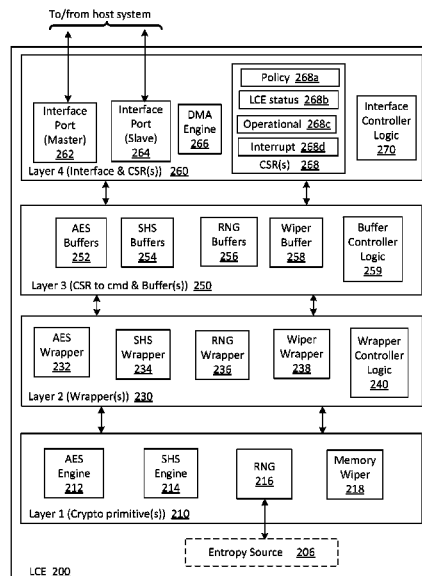 To/from host system
Interface
Port
(Master)
262
Interface
Port
(Slave)
264
DMA
Engine
266
Policy 268a
LCE status 268b
Operational 268c
Interrupt 268d
CSR(s) 268
Interface
Controller
Logic
270
Layer 4 (Interface & CSR(s)) 260
AES
Buffers
252
SHS
Buffers
254
RNG
Buffers
256
Wiper
Buffer
258
Buffer
Controller
Logic
259
Layer 3 (CSR to cmd & Buffer(s)) 250
AES
Wrapper
232
SHS
Wrapper
234
RNG
Wrapper
236
Wiper
Wrapper
238
Wrapper
Controller
Logic
240
Layer 2 (Wrapper(s)) 230
AES
Engine
212
SHS
Engine
214
RNG
216
Memory
Wiper
218
Layer 1 (Crypto primitive(s)) 210
Entropy Source 206
LCE 200